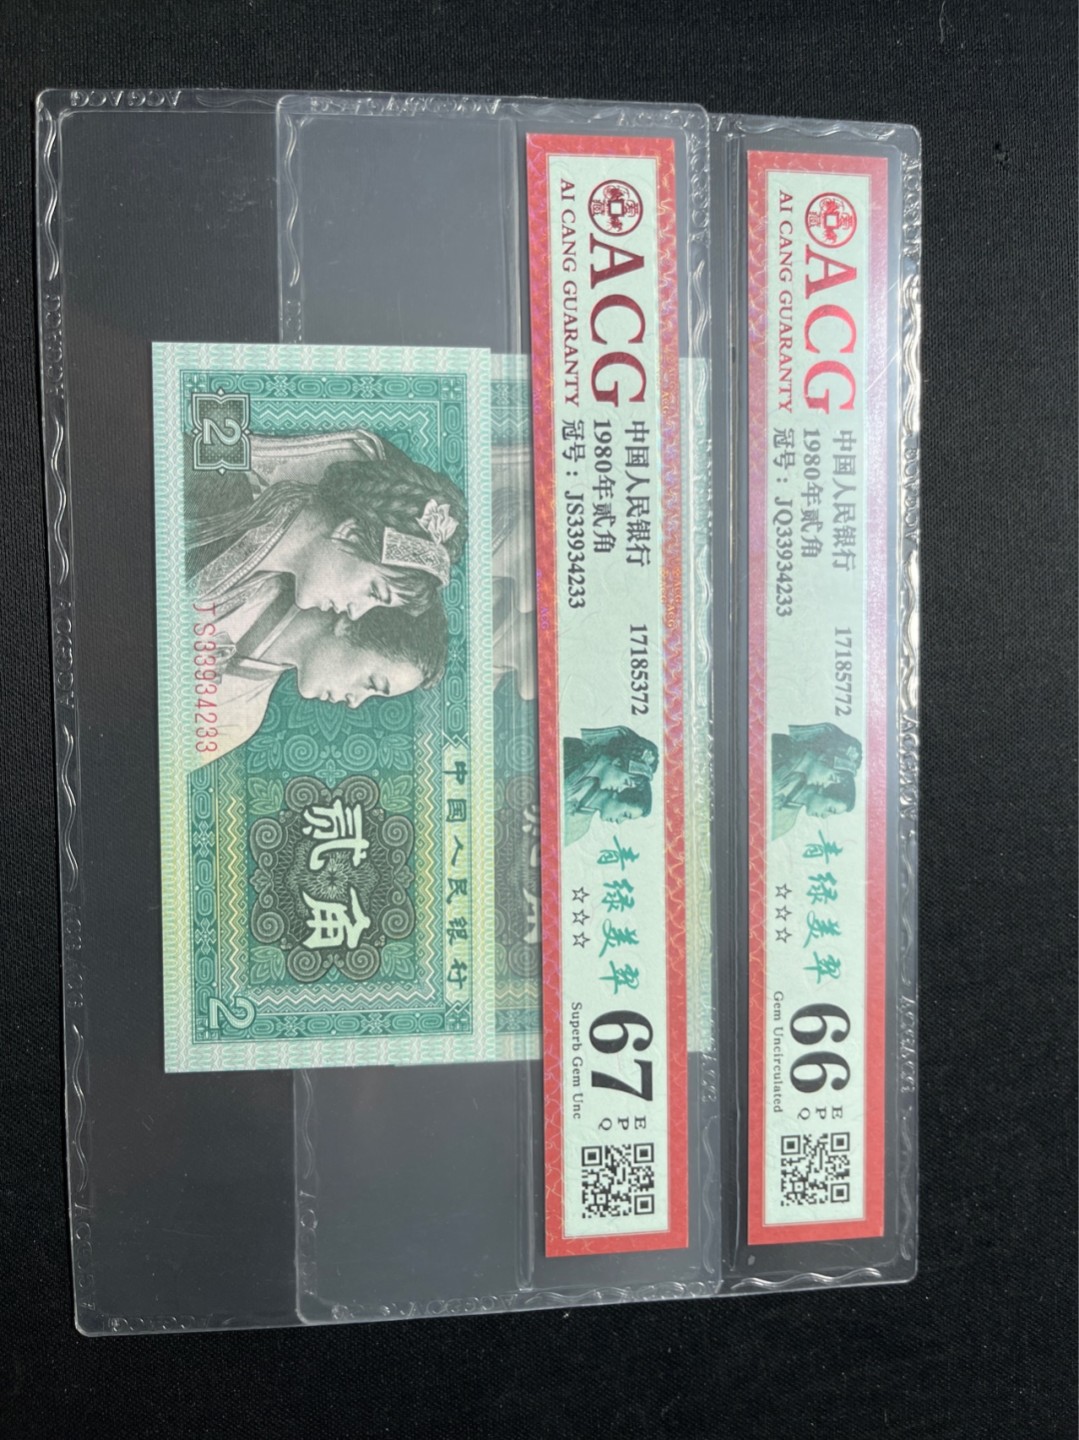 ACG
AI CANG GUARANTY
中国人民银行
1980年贰角
冠号：JQ33934233
17185772
青绿美翠
☆☆☆
66
EPQ
Gem Uncirculated
ACG
AI CANG GUARANTY
中国人民银行
1980年贰角
冠号：JS33934233
17185372
青绿美翠
☆☆☆
67
EPQ
Superb Gem Unc
中国人民银行
贰角
2
JS33934233
2